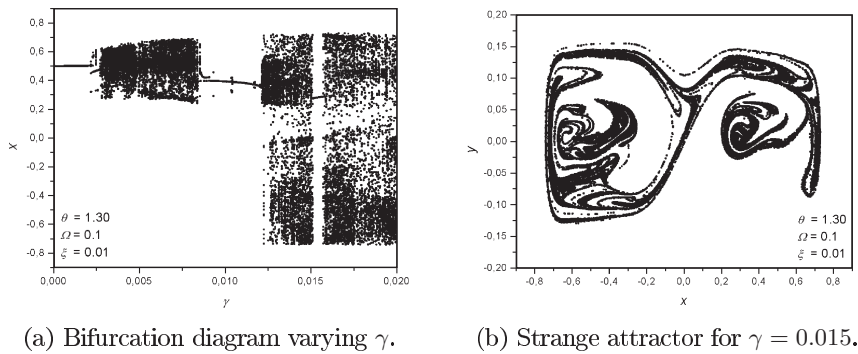 0,8
0,6
0,4
0,2
0,0
-0,2
-0,4
-0,6
-0,8
x
θ = 1.30
Ω = 0.1
ξ = 0.01
0,000 0,005 0,010 0,015 0,020
γ
(a) Bifurcation diagram varying γ.
0,20
0,15
0,10
0,05
0,00
-0,05
-0,10
-0,15
-0,20
y
θ = 1.30
Ω = 0.1
ξ = 0.01
-0,8 -0,6 -0,4 -0,2 0,0 0,2 0,4 0,6 0,8
x
(b) Strange attractor for γ = 0.015.